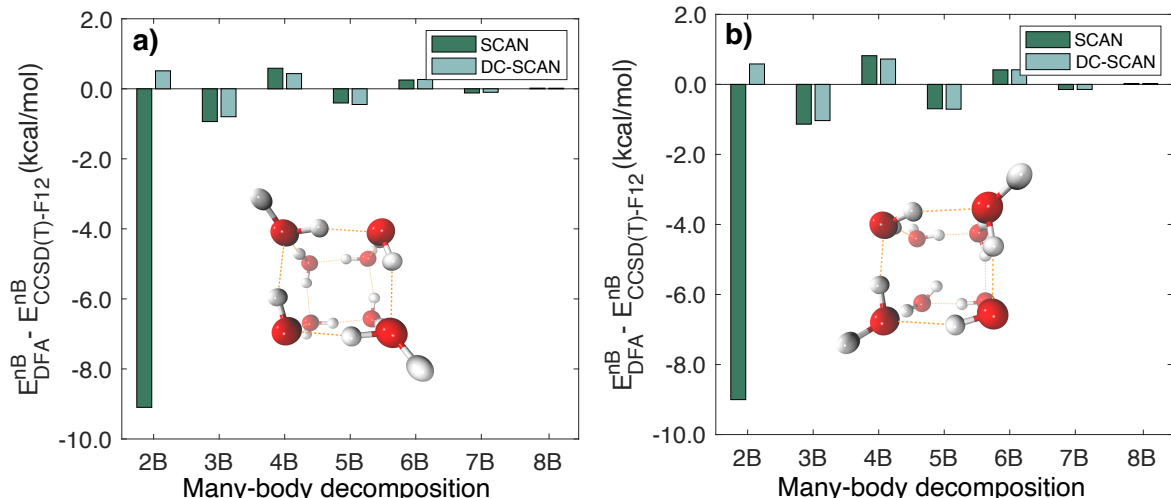 a)
SCAN
DC-SCAN
2.0
0.0
-2.0
-4.0
-6.0
-8.0
-10.0
E^nB_DFA - E^nB_CCSD(T)-F12 (kcal/mol)
2B 3B 4B 5B 6B 7B 8B
Many-body decomposition
b)
SCAN
DC-SCAN
2.0
0.0
-2.0
-4.0
-6.0
-8.0
-10.0
E^nB_DFA - E^nB_CCSD(T)-F12 (kcal/mol)
2B 3B 4B 5B 6B 7B 8B
Many-body decomposition